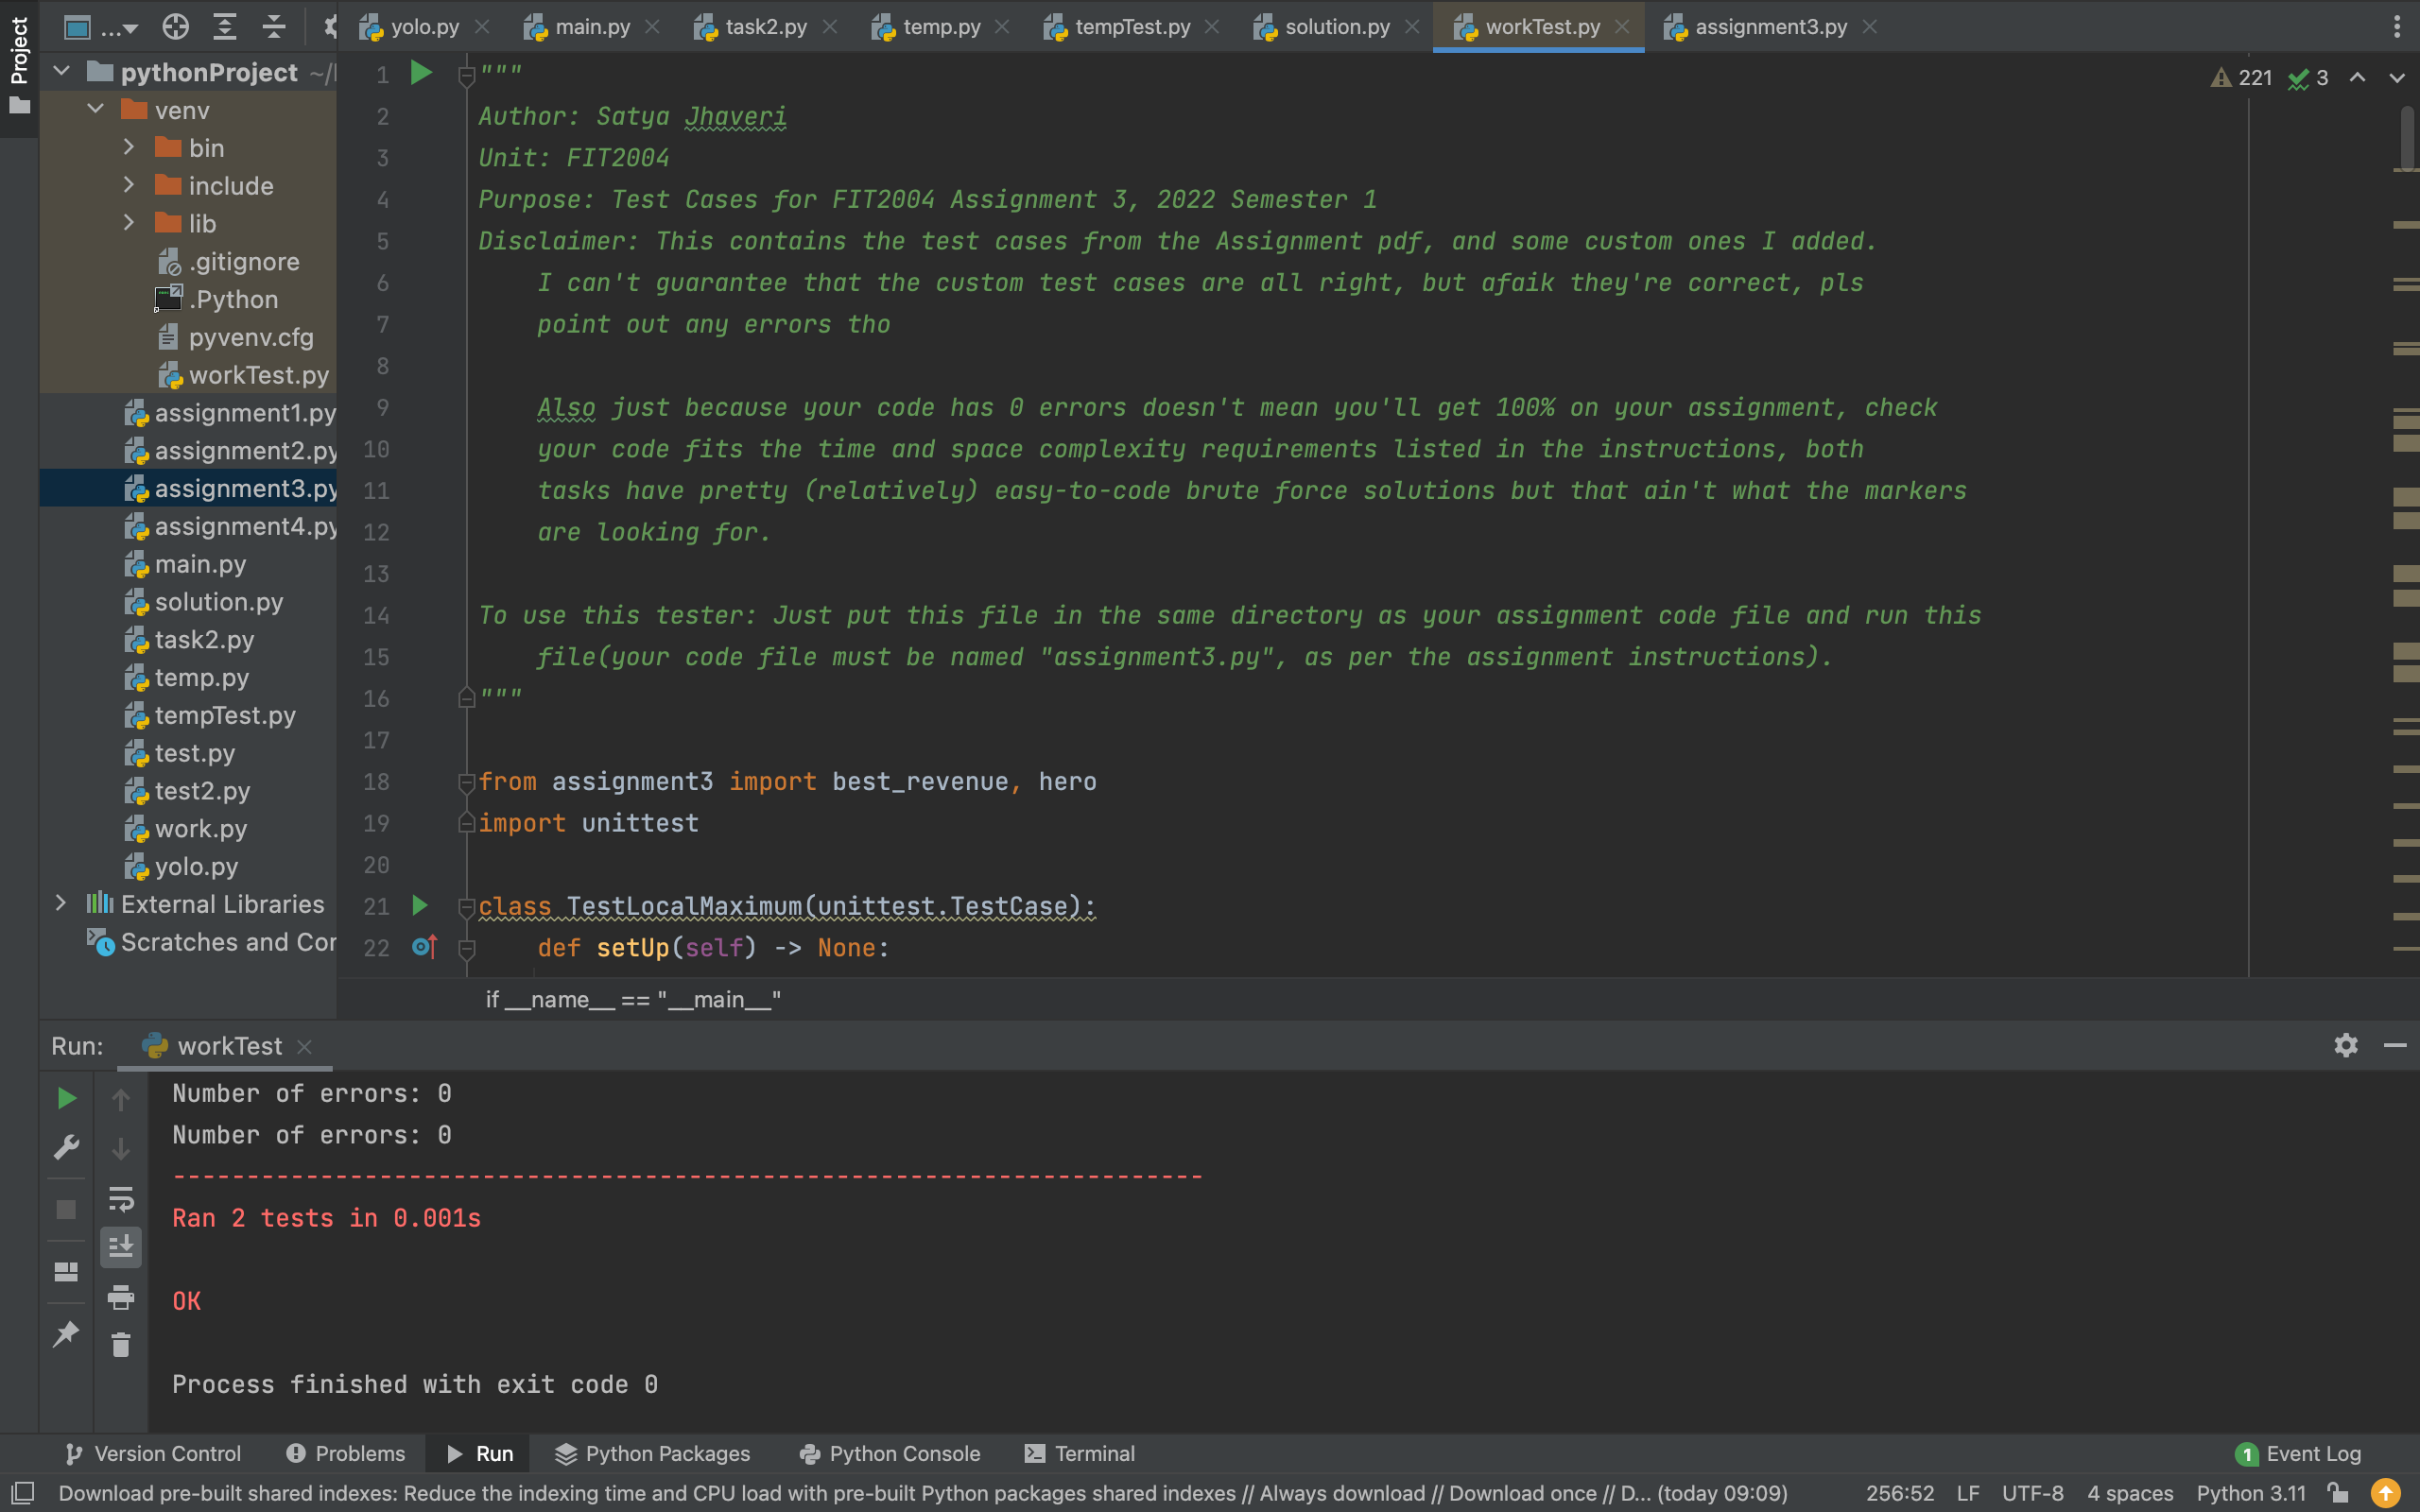 Project
...
yolo.py
main.py
task2.py
temp.py
tempTest.py
solution.py
workTest.py
assignment3.py
pythonProject ~/
venv
bin
include
lib
.gitignore
.Python
pyvenv.cfg
workTest.py
assignment1.py
assignment2.py
assignment3.py
assignment4.py
main.py
solution.py
task2.py
temp.py
tempTest.py
test.py
test2.py
work.py
yolo.py
External Libraries
Scratches and Con
221 3
1 """
2 Author: Satya Jhaveri
3 Unit: FIT2004
4 Purpose: Test Cases for FIT2004 Assignment 3, 2022 Semester 1
5 Disclaimer: This contains the test cases from the Assignment pdf, and some custom ones I added.
6 I can't guarantee that the custom test cases are all right, but afaik they're correct, pls
7 point out any errors tho
8
9 Also just because your code has 0 errors doesn't mean you'll get 100% on your assignment, check
10 your code fits the time and space complexity requirements listed in the instructions, both
11 tasks have pretty (relatively) easy-to-code brute force solutions but that ain't what the markers
12 are looking for.
13
14 To use this tester: Just put this file in the same directory as your assignment code file and run this
15 file(your code file must be named "assignment3.py", as per the assignment instructions).
16 """
17
18 from assignment3 import best_revenue, hero
19 import unittest
20
21 class TestLocalMaximum(unittest.TestCase):
22 def setUp(self) -> None:
if __name__ == "__main__"
Run: workTest
Number of errors: 0
Number of errors: 0
----------------------------------------------------------------------
Ran 2 tests in 0.001s
OK
Process finished with exit code 0
Version Control
Problems
Run
Python Packages
Python Console
Terminal
1 Event Log
Download pre-built shared indexes: Reduce the indexing time and CPU load with pre-built Python packages shared indexes // Always download // Download once // D... (today 09:09)
256:52 LF UTF-8 4 spaces Python 3.11